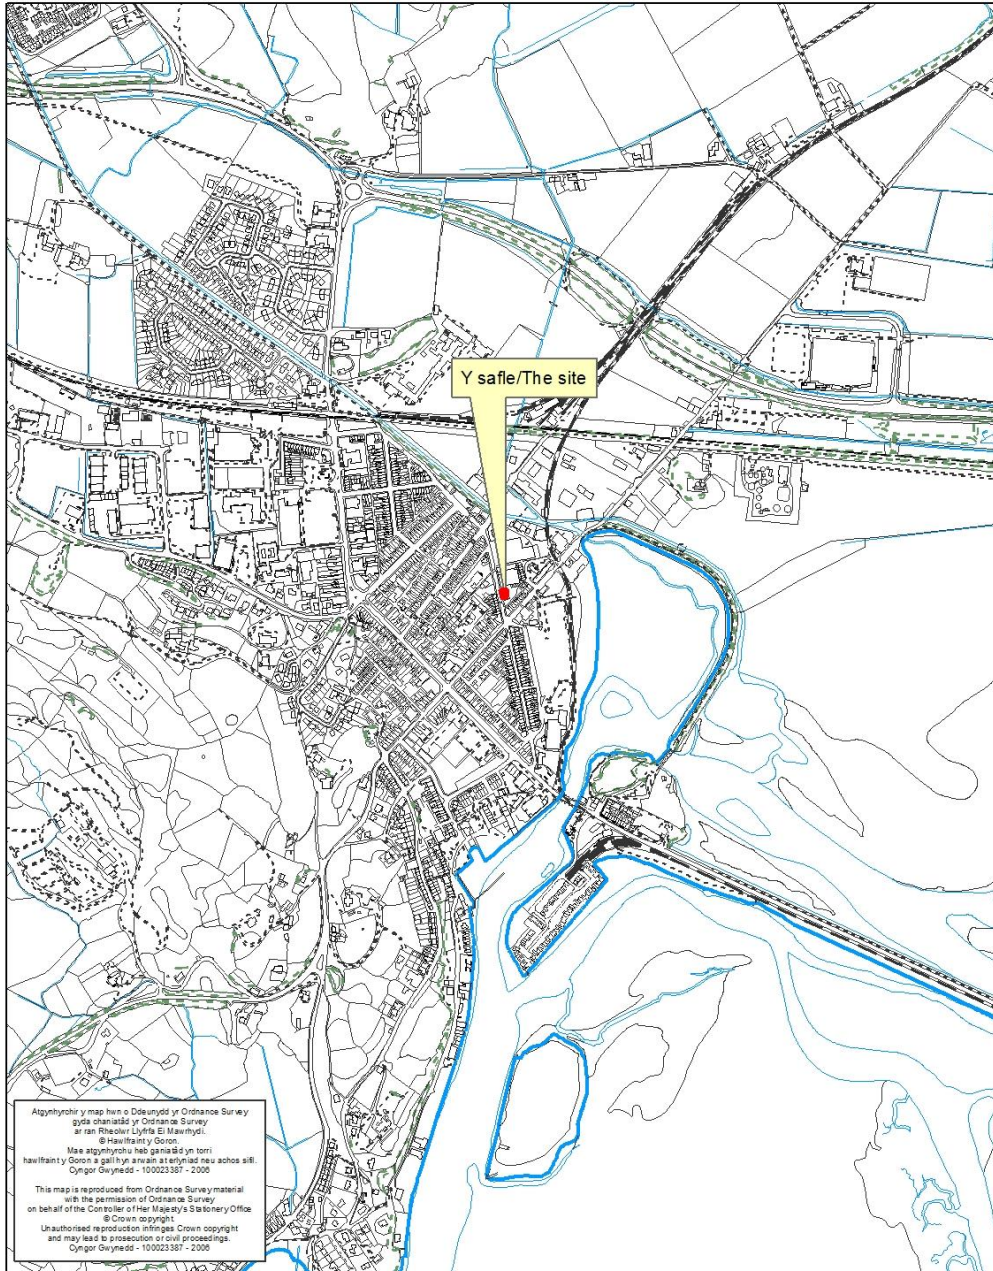 Y safle/The site
Atgynhyrchir y map hwn o Ddeunydd yr Ordnance Survey
gyda chaniatâd yr Ordnance Survey
ar ran Rheolwr Llyfrfa Ei Mawrhydi.
© Hawlfraint y Goron.
Mae atgynhyrchu heb ganiatâd yn torri
hawlfraint y Goron a gall hyn arwain at erlyniad neu achos sifil.
Cyngor Gwynedd - 100023387 - 2006
This map is reproduced from Ordnance Survey material
with the permission of Ordnance Survey
on behalf of the Controller of Her Majesty's Stationery Office
© Crown copyright.
Unauthorised reproduction infringes Crown copyright
and may lead to prosecution or civil proceedings.
Cyngor Gwynedd - 100023387 - 2006